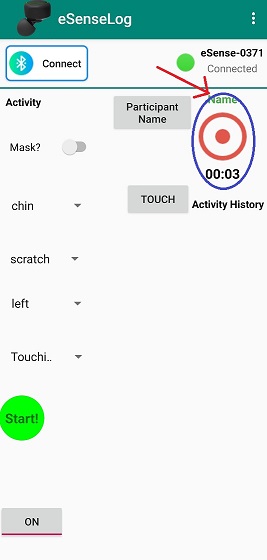 eSenseLog
Connect
eSense-0371
Connected
Activity
Participant
Name
Name
Mask?
00:03
chin
TOUCH
Activity History
scratch
left
Touchi..
Start!
ON